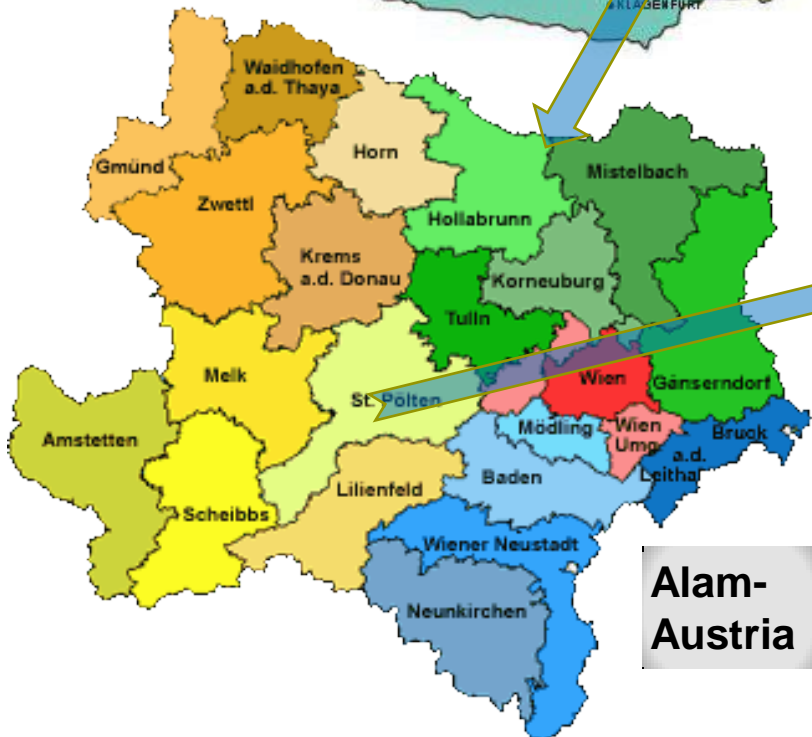 KLAGENFURT
Waidhofen
a.d. Thaya
Horn
Gmünd
Mistelbach
Zwettl
Hollabrunn
Krems
a.d. Donau
Korneuburg
Tulln
Melk
St. Pölten
Wien
Gänserndorf
Amstetten
Mödling
Wien
Umg.
Bruck
a.d.
Leitha
Baden
Lilienfeld
Scheibbs
Wiener Neustadt
Neunkirchen
Alam-
Austria